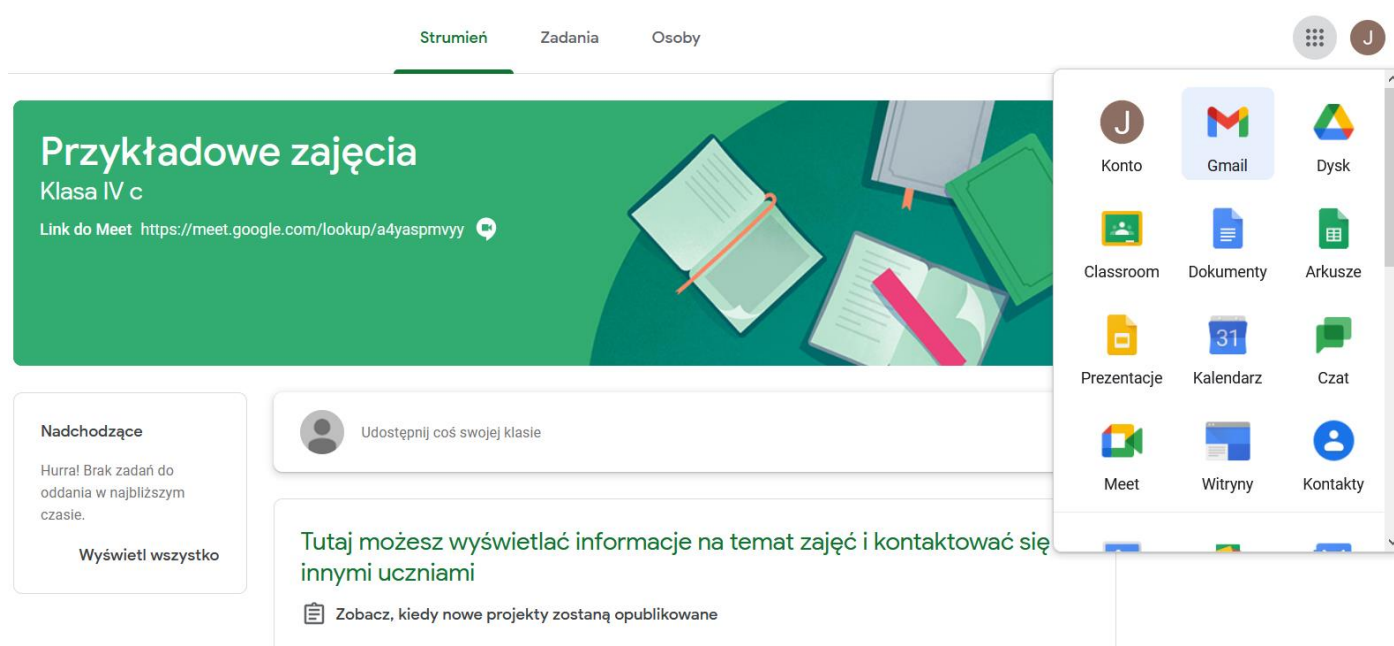 Strumień
Zadania
Osoby
J
Przykładowe zajęcia
Klasa IV c
Link do Meet https://meet.google.com/lookup/a4yaspmvyy
J
Konto
Gmail
Dysk
Classroom
Dokumenty
Arkusze
31
Prezentacje
Kalendarz
Czat
Meet
Witryny
Kontakty
Nadchodzące
Hurra! Brak zadań do
oddania w najbliższym
czasie.
Wyświetl wszystko
Udostępnij coś swojej klasie
Tutaj możesz wyświetlać informacje na temat zajęć i kontaktować się
innymi uczniami
Zobacz, kiedy nowe projekty zostaną opublikowane